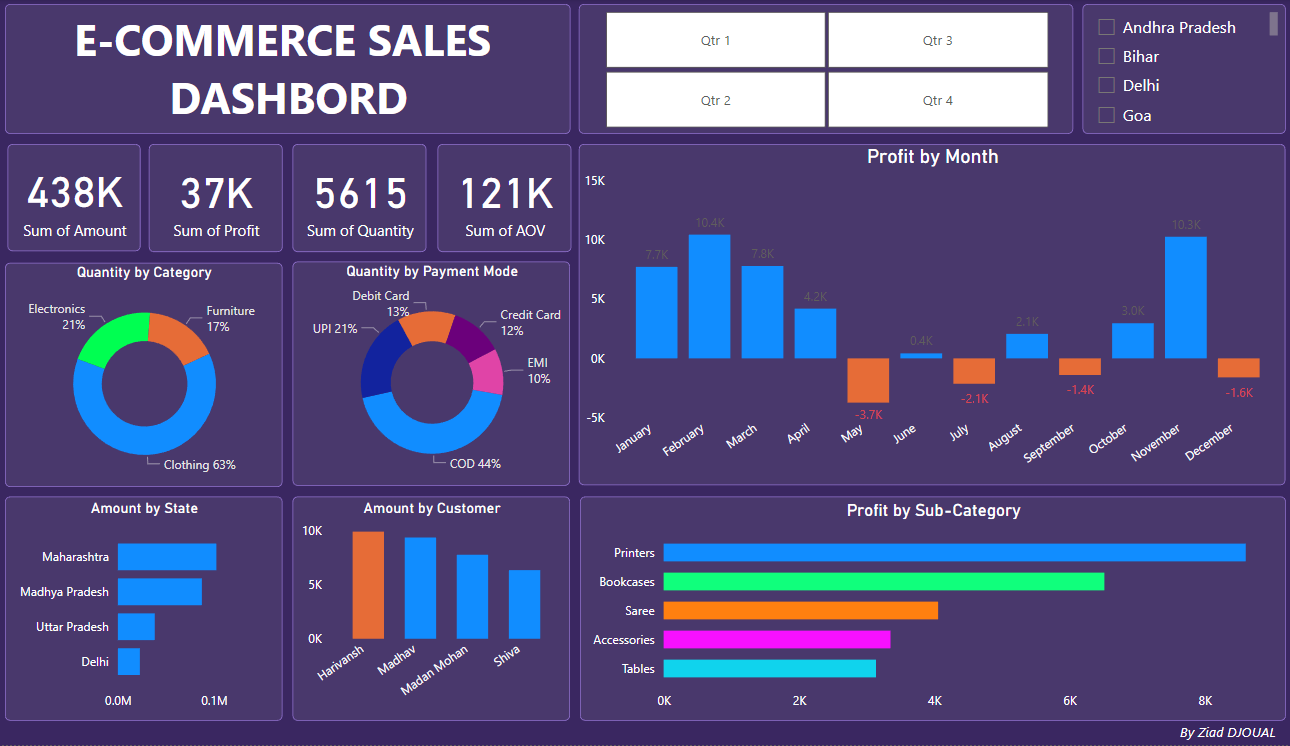 E-COMMERCE SALES
DASHBORD
Qtr 1
Qtr 3
Qtr 2
Qtr 4
Andhra Pradesh
Bihar
Delhi
Goa
438K
Sum of Amount
37K
Sum of Profit
5615
Sum of Quantity
121K
Sum of AOV
Profit by Month
15K
10K
5K
0K
-5K
7.7K
10.4K
7.8K
4.2K
-3.7K
0.4K
-2.1K
2.1K
-1.4K
3.0K
10.3K
-1.6K
January
February
March
April
May
June
July
August
September
October
November
December
Quantity by Category
Electronics
21%
Furniture
17%
Clothing 63%
Quantity by Payment Mode
Debit Card
13%
Credit Card
12%
UPI 21%
EMI
10%
COD 44%
Amount by State
Maharashtra
Madhya Pradesh
Uttar Pradesh
Delhi
0.0M
0.1M
Amount by Customer
10K
5K
0K
Harivansh
Madhav
Madan Mohan
Shiva
Profit by Sub-Category
Printers
Bookcases
Saree
Accessories
Tables
0K
2K
4K
6K
8K
By Ziad DJOUAL